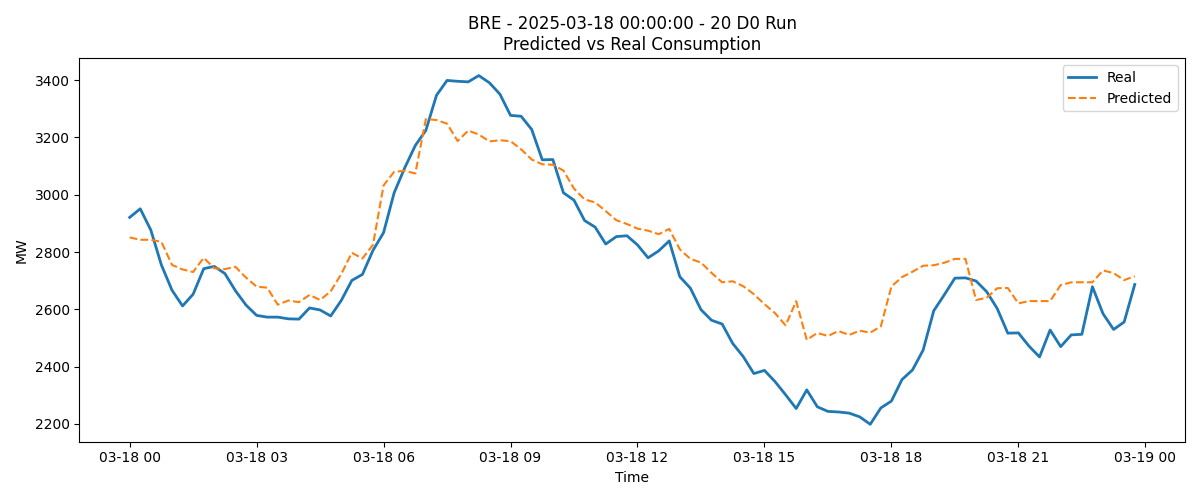 BRE - 2025-03-18 00:00:00 - 20 D0 Run
Predicted vs Real Consumption
Real
Predicted
MW
3400
3200
3000
2800
2600
2400
2200
03-18 00
03-18 03
03-18 06
03-18 09
03-18 12
03-18 15
03-18 18
03-18 21
03-19 00
Time